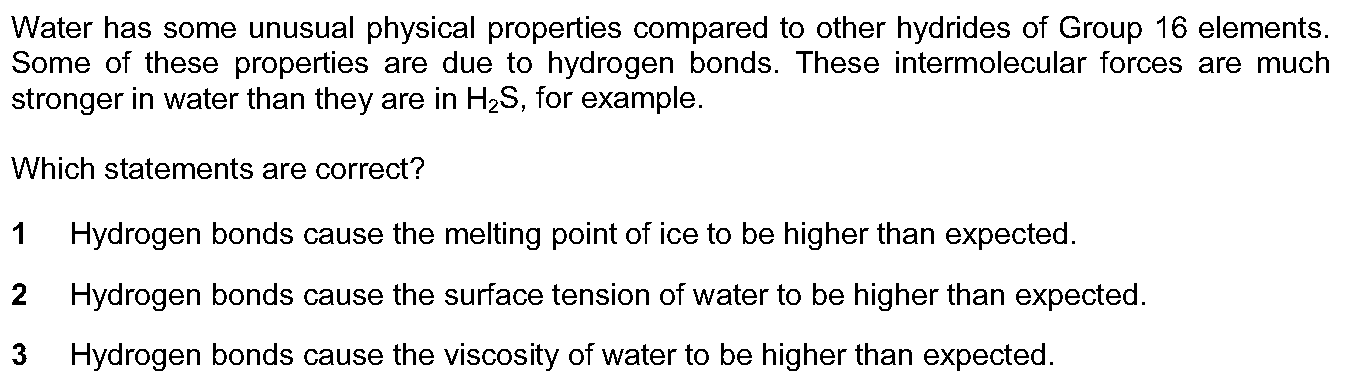 Water has some unusual physical properties compared to other hydrides of Group 16 elements.
Some of these properties are due to hydrogen bonds. These intermolecular forces are much
stronger in water than they are in H₂S, for example.
Which statements are correct?
1 Hydrogen bonds cause the melting point of ice to be higher than expected.
2 Hydrogen bonds cause the surface tension of water to be higher than expected.
3 Hydrogen bonds cause the viscosity of water to be higher than expected.